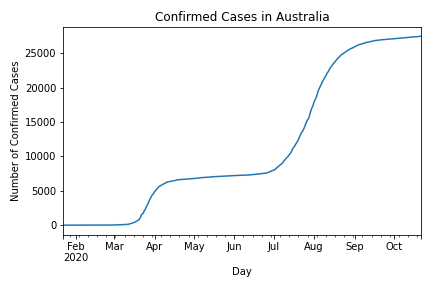 Confirmed Cases in Australia
Number of Confirmed Cases
25000
20000
15000
10000
5000
0
Feb Mar Apr May Jun Jul Aug Sep Oct
2020
Day